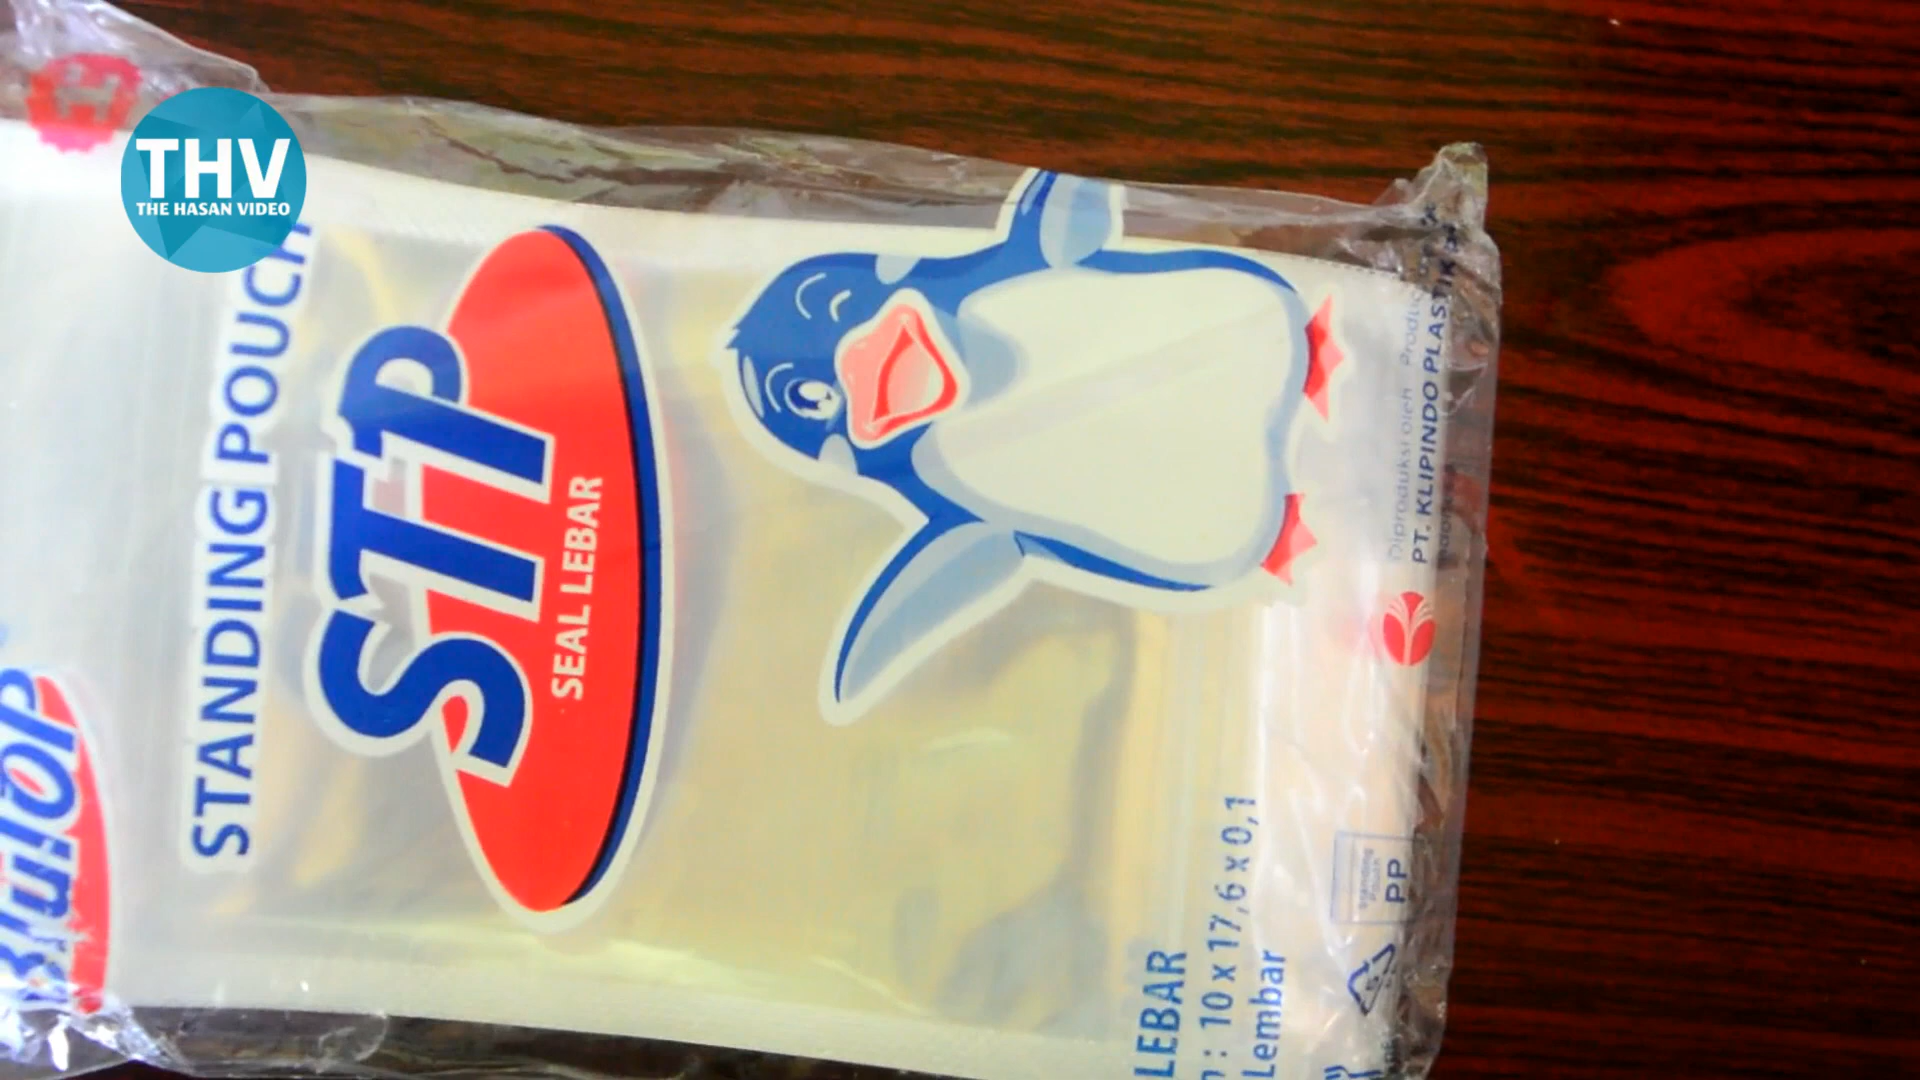 THV
THE HASAN VIDEO
STANDING POUCH
STP
SEAL LEBAR
LEBAR
: 10 x 17,6 x 0,1
Lembar
Diproduksi oleh
PT. KLIPINDO PLASTIK
PP